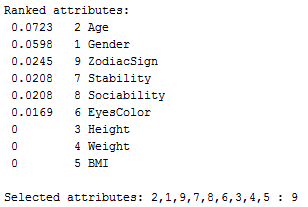 Ranked attributes:
0.0723 2 Age
0.0598 1 Gender
0.0245 9 ZodiacSign
0.0208 7 Stability
0.0208 8 Sociability
0.0169 6 EyesColor
0 3 Height
0 4 Weight
0 5 BMI
Selected attributes: 2,1,9,7,8,6,3,4,5 : 9